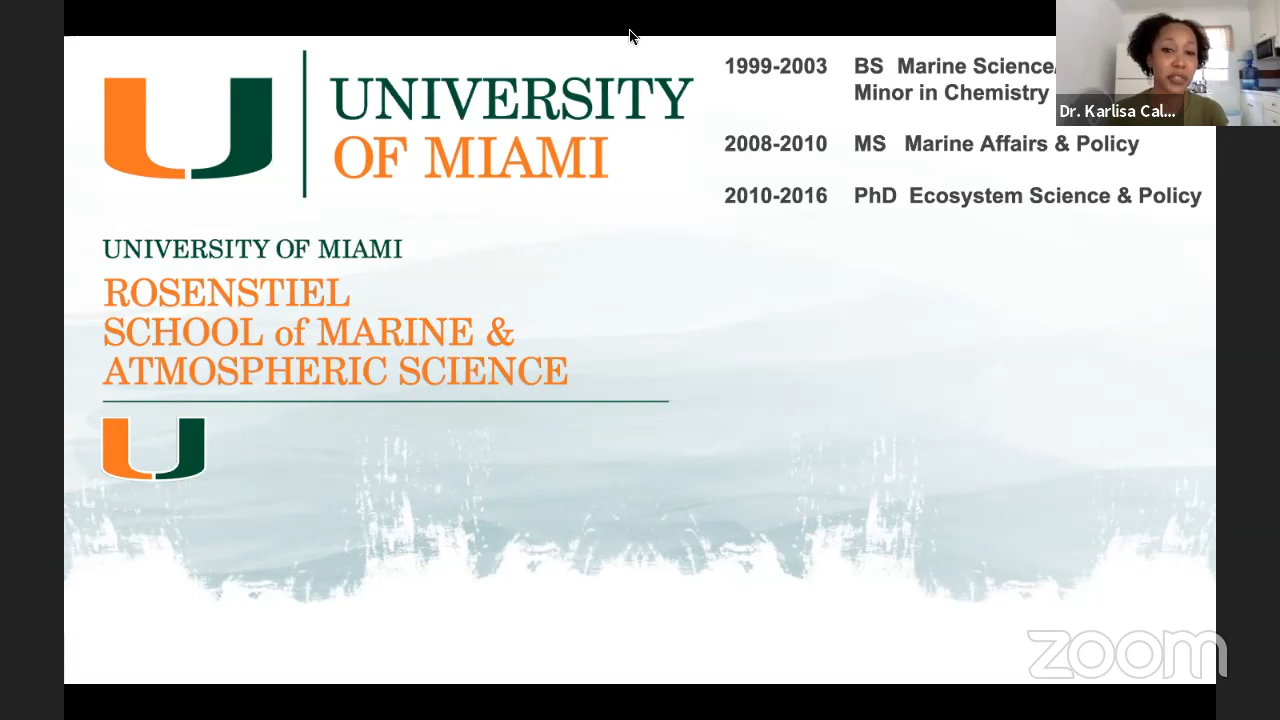 UNIVERSITY
OF MIAMI
UNIVERSITY OF MIAMI
ROSENSTIEL
SCHOOL of MARINE &
ATMOSPHERIC SCIENCE
1999-2003 BS Marine Science/
Minor in Chemistry
2008-2010 MS Marine Affairs & Policy
2010-2016 PhD Ecosystem Science & Policy
Dr. Karlisa Cal...
zoom